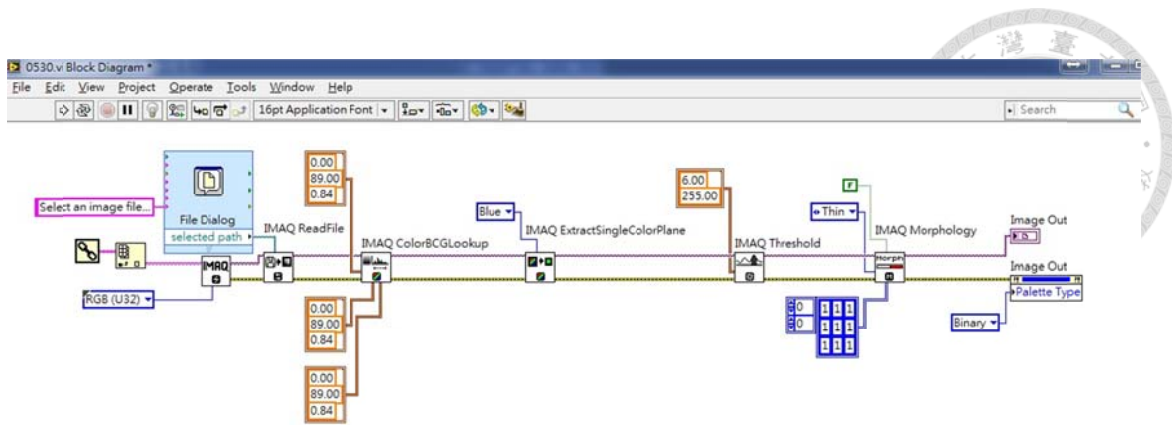 灣 臺
0530.vi Block Diagram *
File Edit View Project Operate Tools Window Help
16pt Application Font
Search
0.00
89.00
0.84
6.00
255.00
F
Select an image file...
File Dialog
selected path
IMAQ ReadFile
IMAQ ColorBCGLookup
Blue
IMAQ ExtractSingleColorPlane
IMAQ Threshold
Thin
IMAQ Morphology
Image Out
IMAQ
Morph
Image Out
Palette Type
RGB (U32)
0.00
89.00
0.84
0
0
1 1 1
1 1 1
1 1 1
Binary
0.00
89.00
0.84